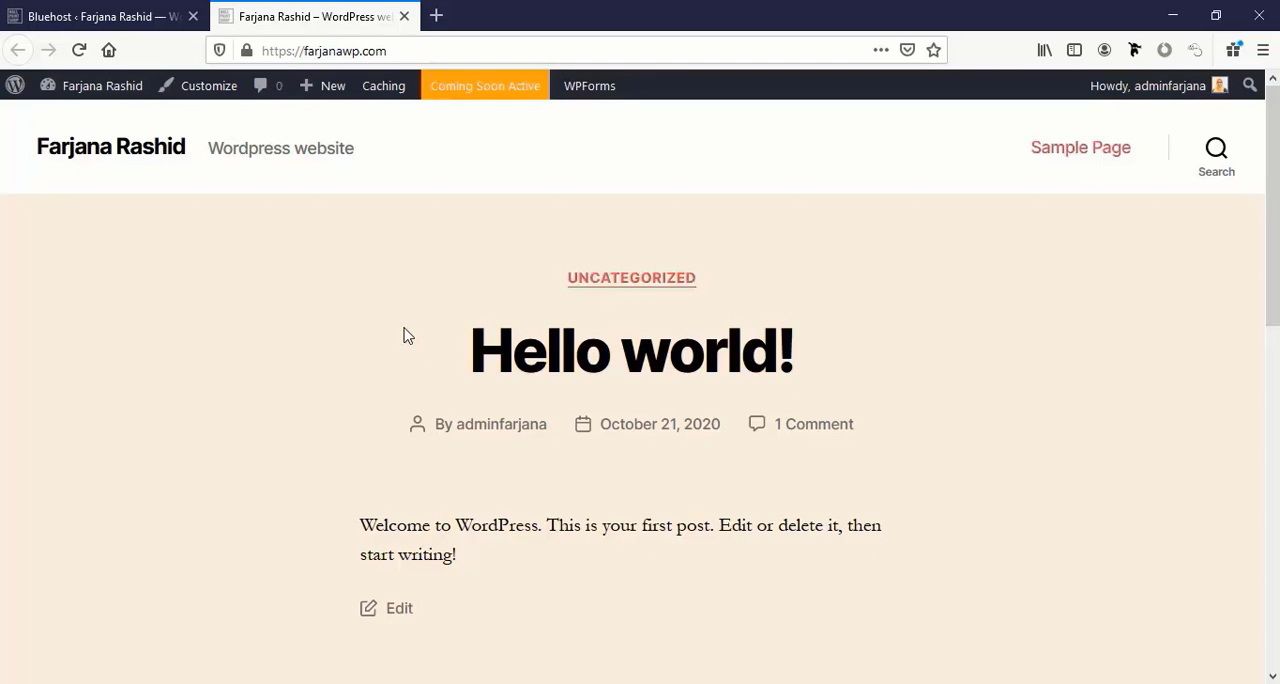 Bluehost ‹ Farjana Rashid — W
Farjana Rashid – WordPress we
https://farjanawp.com
Farjana Rashid Customize 0 New Caching Coming Soon Active WPForms Howdy, adminfarjana
Farjana Rashid Wordpress website Sample Page
Search
UNCATEGORIZED
Hello world!
By adminfarjana October 21, 2020 1 Comment
Welcome to WordPress. This is your first post. Edit or delete it, then
start writing!
Edit